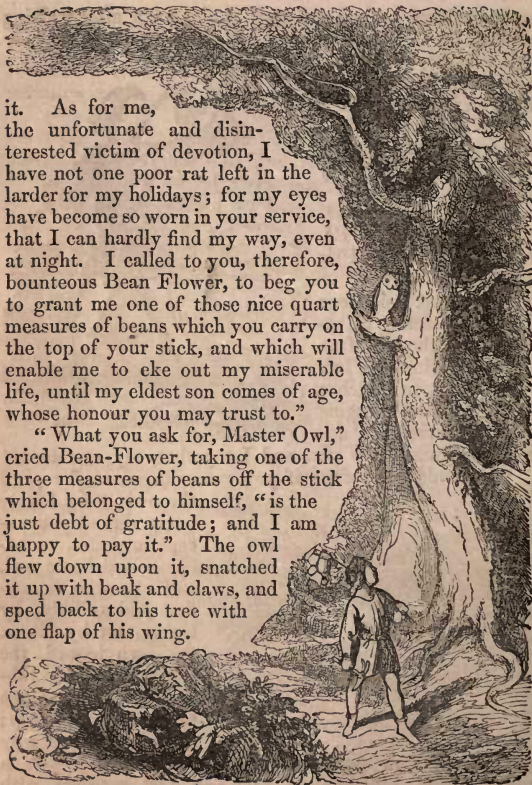 it. As for me,
the unfortunate and disin-
terested victim of devotion, I
have not one poor rat left in the
larder for my holidays; for my eyes
have become so worn in your service,
that I can hardly find my way, even
at night. I called to you, therefore,
bounteous Bean Flower, to beg you
to grant me one of those nice quart
measures of beans which you carry on
the top of your stick, and which will
enable me to eke out my miserable
life, until my eldest son comes of age,
whose honour you may trust to."
"What you ask for, Master Owl,"
cried Bean-Flower, taking one of the
three measures of beans off the stick
which belonged to himself, "is the
just debt of gratitude; and I am
happy to pay it." The owl
flew down upon it, snatched
it up with beak and claws, and
sped back to his tree with
one flap of his wing.